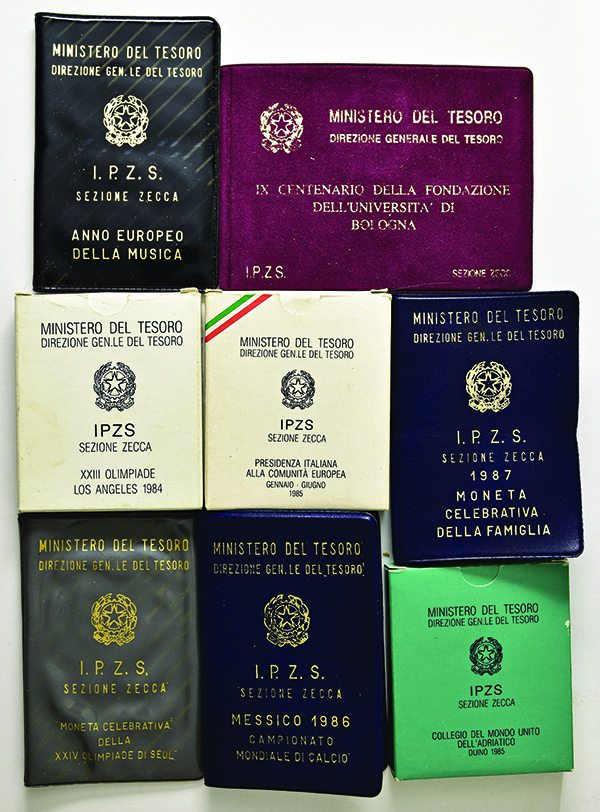 MINISTERO DEL TESORO
DIREZIONE GEN.LE DEL TESORO
I.P.Z.S.
SEZIONE ZECCA
ANNO EUROPEO
DELLA MUSICA
MINISTERO DEL TESORO
DIREZIONE GENERALE DEL TESORO
IX CENTENARIO DELLA FONDAZIONE
DELL'UNIVERSITA' DI
BOLOGNA
I.P.Z.S.
SEZIONE ZECCA
MINISTERO DEL TESORO
DIREZIONE GEN.LE DEL TESORO
IPZS
SEZIONE ZECCA
XXIII OLIMPIADE
LOS ANGELES 1984
MINISTERO DEL TESORO
DIREZIONE GEN.LE DEL TESORO
IPZS
SEZIONE ZECCA
PRESIDENZA ITALIANA
ALLA COMUNITÀ EUROPEA
GENNAIO - GIUGNO
1985
MINISTERO DEL TESORO
DIREZIONE GEN.LE DEL TESORO
I.P.Z.S.
SEZIONE ZECCA
1987
MONETA
CELEBRATIVA
DELLA FAMIGLIA
MINISTERO DEL TESORO
DIREZIONE GEN.LE DEL TESORO
I.P.Z.S.
SEZIONE ZECCA
MONETA CELEBRATIVA
DELLA
XXIV OLIMPIADE DI SEUL
MINISTERO DEL TESORO
DIREZIONE GEN.LE DEL TESORO
I.P.Z.S.
SEZIONE ZECCA
MESSICO 1986
CAMPIONATO
MONDIALE DI CALCIO
MINISTERO DEL TESORO
DIREZIONE GEN.LE DEL TESORO
IPZS
SEZIONE ZECCA
COLLEGIO DEL MONDO UNITO
DELL'ADRIATICO
DUINO 1985